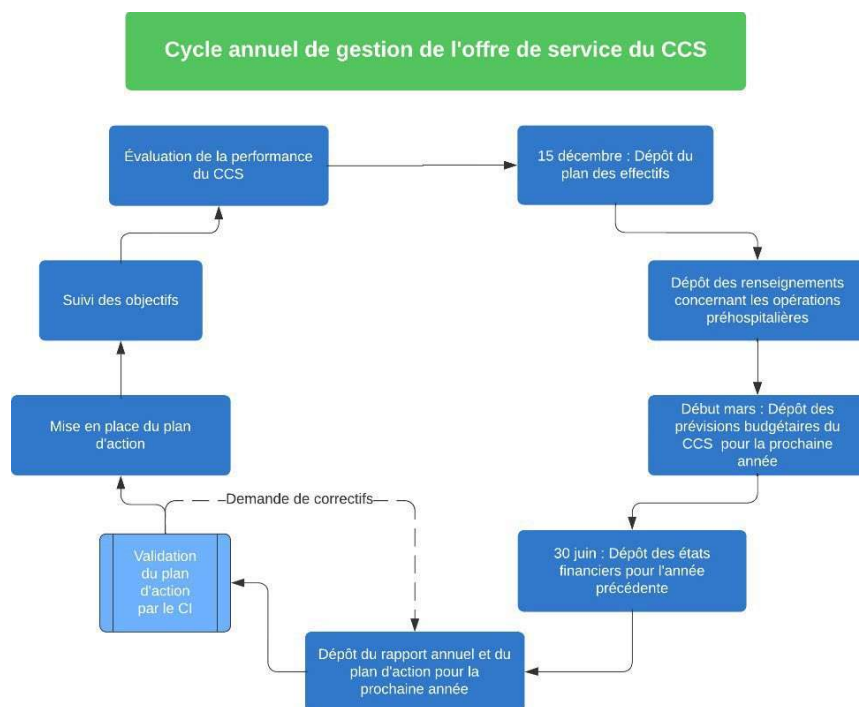 Cycle annuel de gestion de l'offre de service du CCS
Évaluation de la performance
du CCS
15 décembre : Dépôt du
plan des effectifs
Suivi des objectifs
Dépôt des renseignements
concernant les opérations
préhospitalières
Mise en place du plan
d'action
Début mars : Dépôt des
prévisions budgétaires du
CCS pour la prochaine
année
Demande de correctifs
Validation
du plan
d'action
par le CI
30 juin : Dépôt des états
financiers pour l'année
précédente
Dépôt du rapport annuel et du
plan d'action pour la
prochaine année